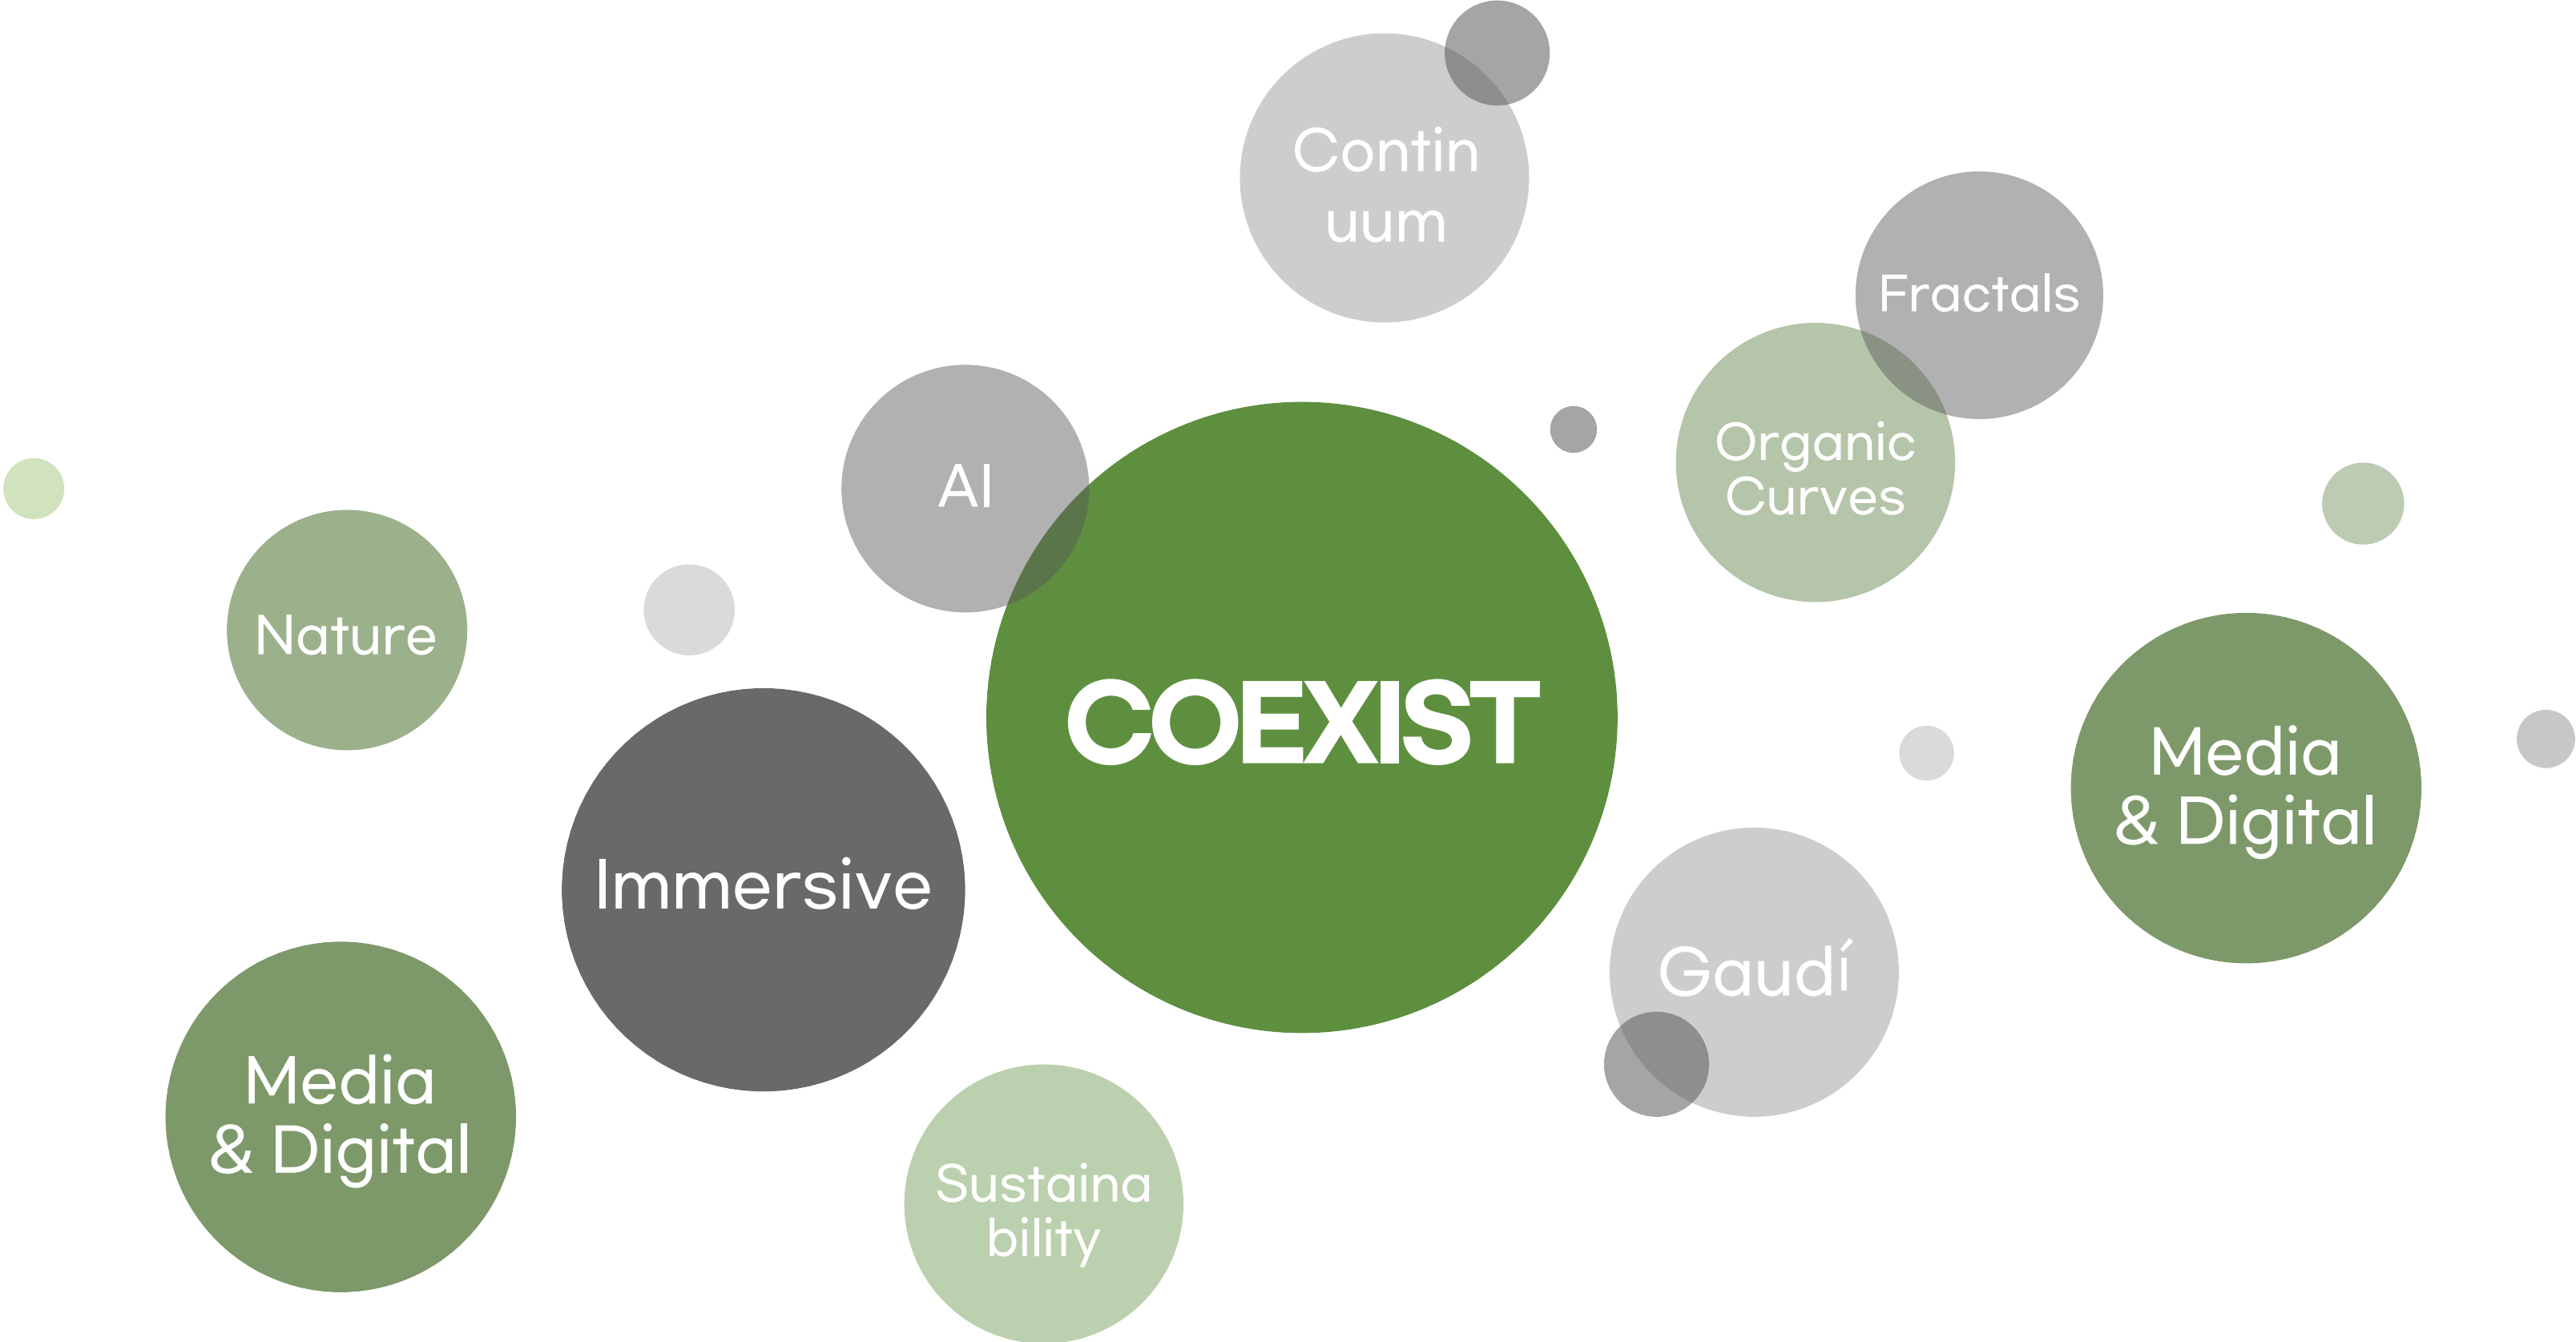 Contin
uum
Fractals
Organic
Curves
AI
Nature
COEXIST
Media
& Digital
Immersive
Gaudí
Media
& Digital
Sustaina
bility